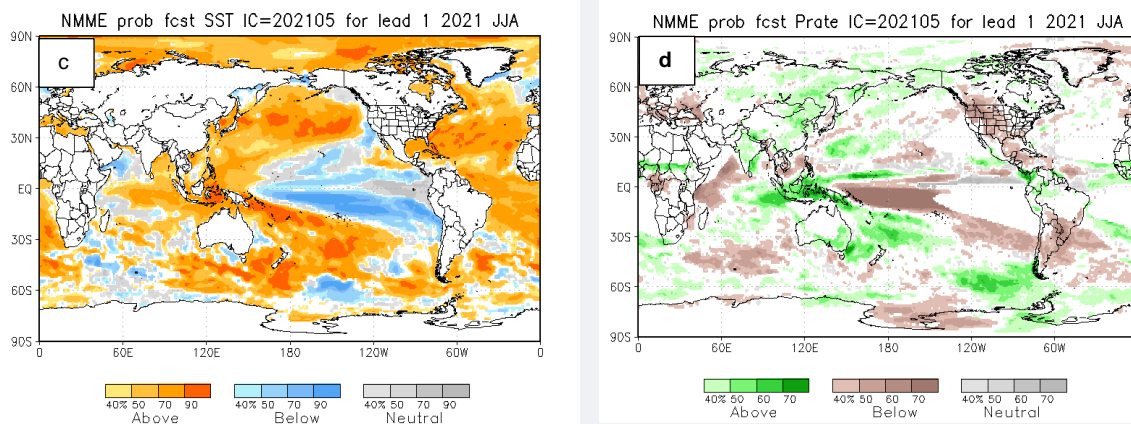 NMME prob fcst SST IC=202105 for lead 1 2021 JJA
c
90N
60N
30N
EQ
30S
60S
90S
0 60E 120E 180 120W 60W 0
40% 50 70 90
Above
40% 50 70 90
Below
40% 50 70 90
Neutral
NMME prob fcst Prate IC=202105 for lead 1 2021 JJA
d
90N
60N
30N
EQ
30S
60S
90S
0 60E 120E 180 120W 60W
40% 50 60 70
Above
40% 50 60 70
Below
40% 50 60 70
Neutral